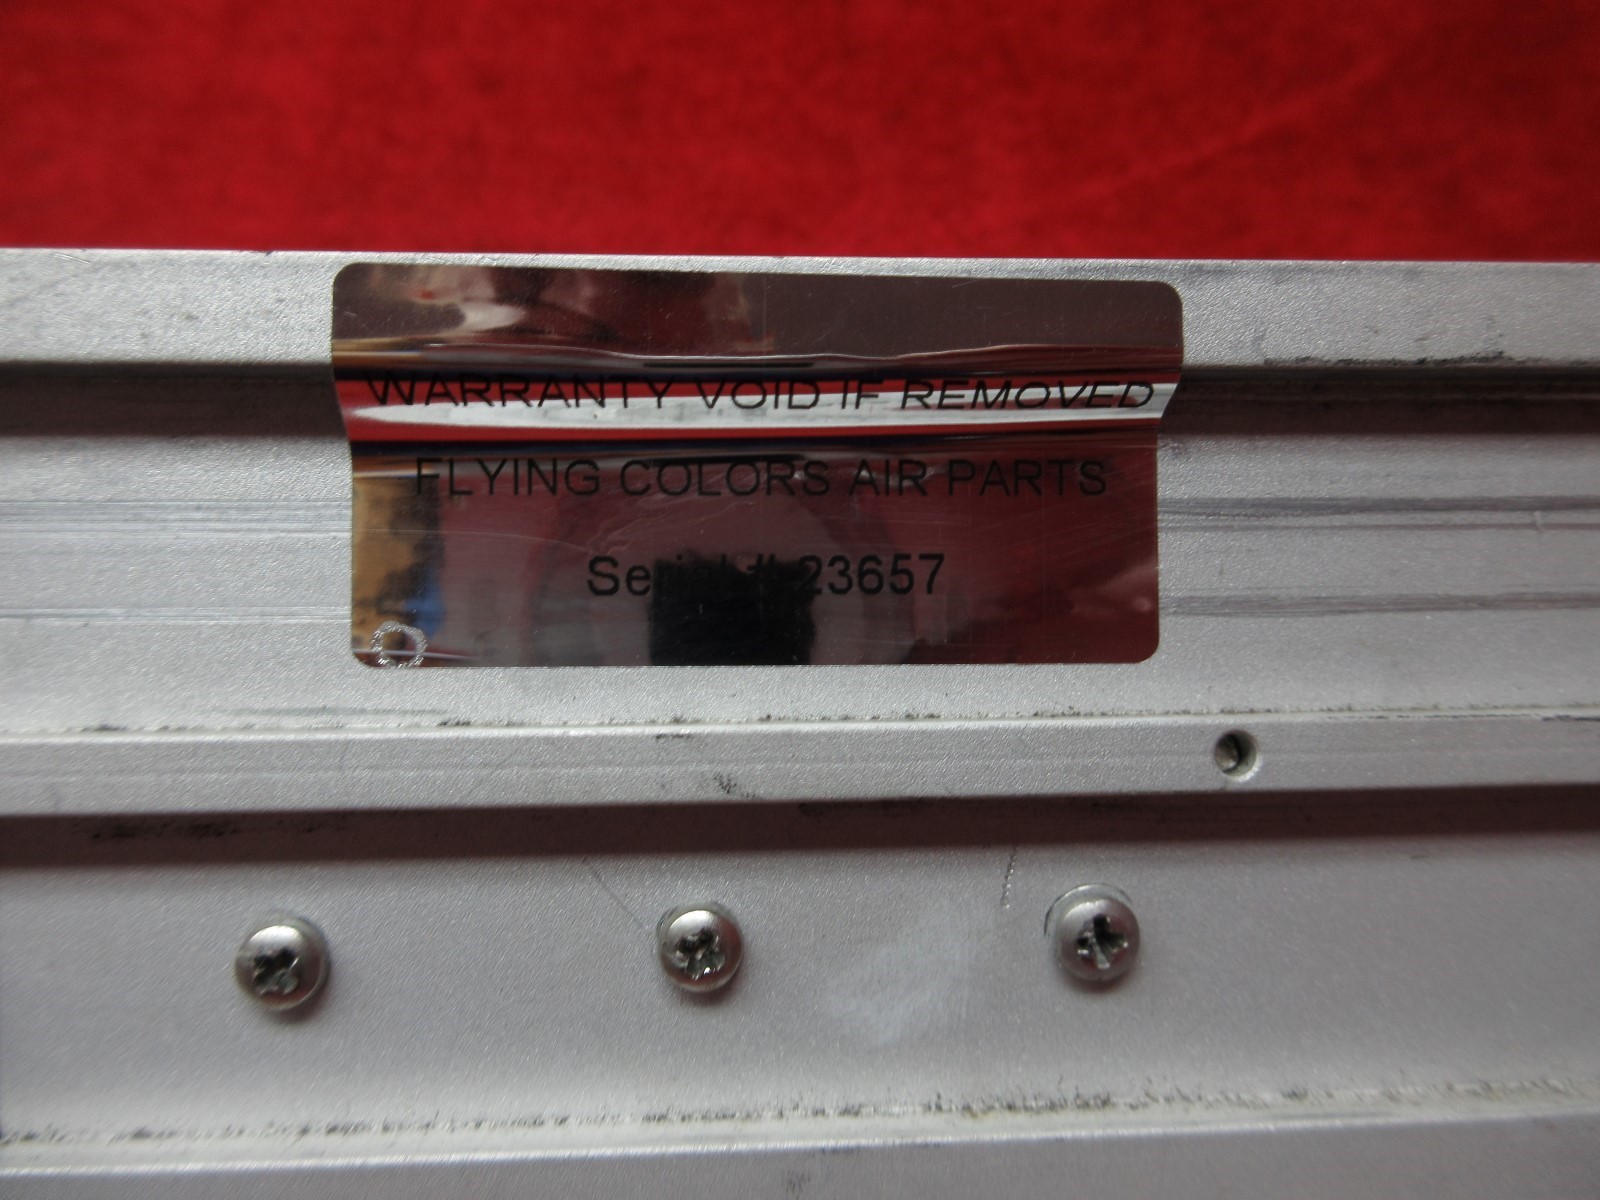 WARRANTY VOID IF REMOVED
FLYING COLORS AIR PARTS
Serial # 23657